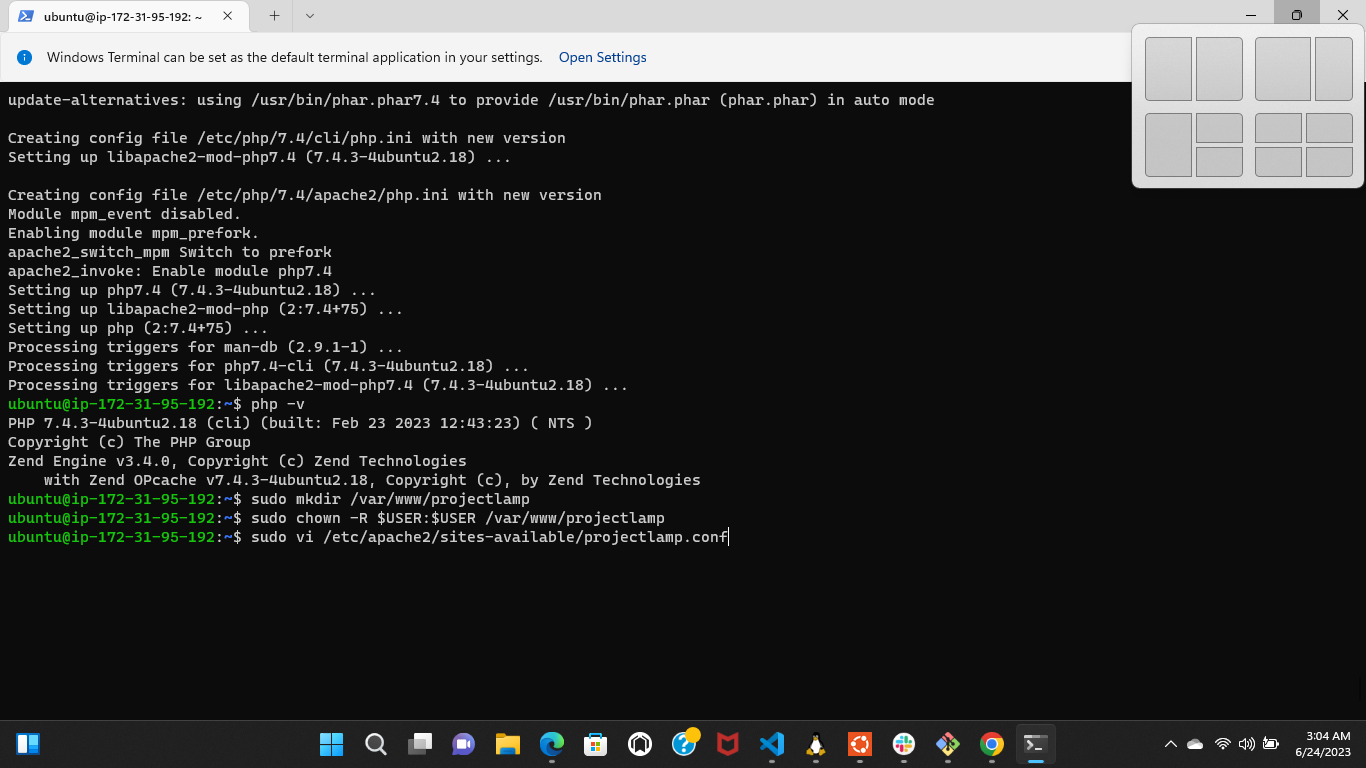 ubuntu@ip-172-31-95-192: ~
Windows Terminal can be set as the default terminal application in your settings. Open Settings
update-alternatives: using /usr/bin/phar.phar7.4 to provide /usr/bin/phar.phar (phar.phar) in auto mode
Creating config file /etc/php/7.4/cli/php.ini with new version
Setting up libapache2-mod-php7.4 (7.4.3-4ubuntu2.18) ...
Creating config file /etc/php/7.4/apache2/php.ini with new version
Module mpm_event disabled.
Enabling module mpm_prefork.
apache2_switch_mpm Switch to prefork
apache2_invoke: Enable module php7.4
Setting up php7.4 (7.4.3-4ubuntu2.18) ...
Setting up libapache2-mod-php (2:7.4+75) ...
Setting up php (2:7.4+75) ...
Processing triggers for man-db (2.9.1-1) ...
Processing triggers for php7.4-cli (7.4.3-4ubuntu2.18) ...
Processing triggers for libapache2-mod-php7.4 (7.4.3-4ubuntu2.18) ...
ubuntu@ip-172-31-95-192:~$ php -v
PHP 7.4.3-4ubuntu2.18 (cli) (built: Feb 23 2023 12:43:23) ( NTS )
Copyright (c) The PHP Group
Zend Engine v3.4.0, Copyright (c) Zend Technologies
    with Zend OPcache v7.4.3-4ubuntu2.18, Copyright (c), by Zend Technologies
ubuntu@ip-172-31-95-192:~$ sudo mkdir /var/www/projectlamp
ubuntu@ip-172-31-95-192:~$ sudo chown -R $USER:$USER /var/www/projectlamp
ubuntu@ip-172-31-95-192:~$ sudo vi /etc/apache2/sites-available/projectlamp.conf
3:04 AM
6/24/2023